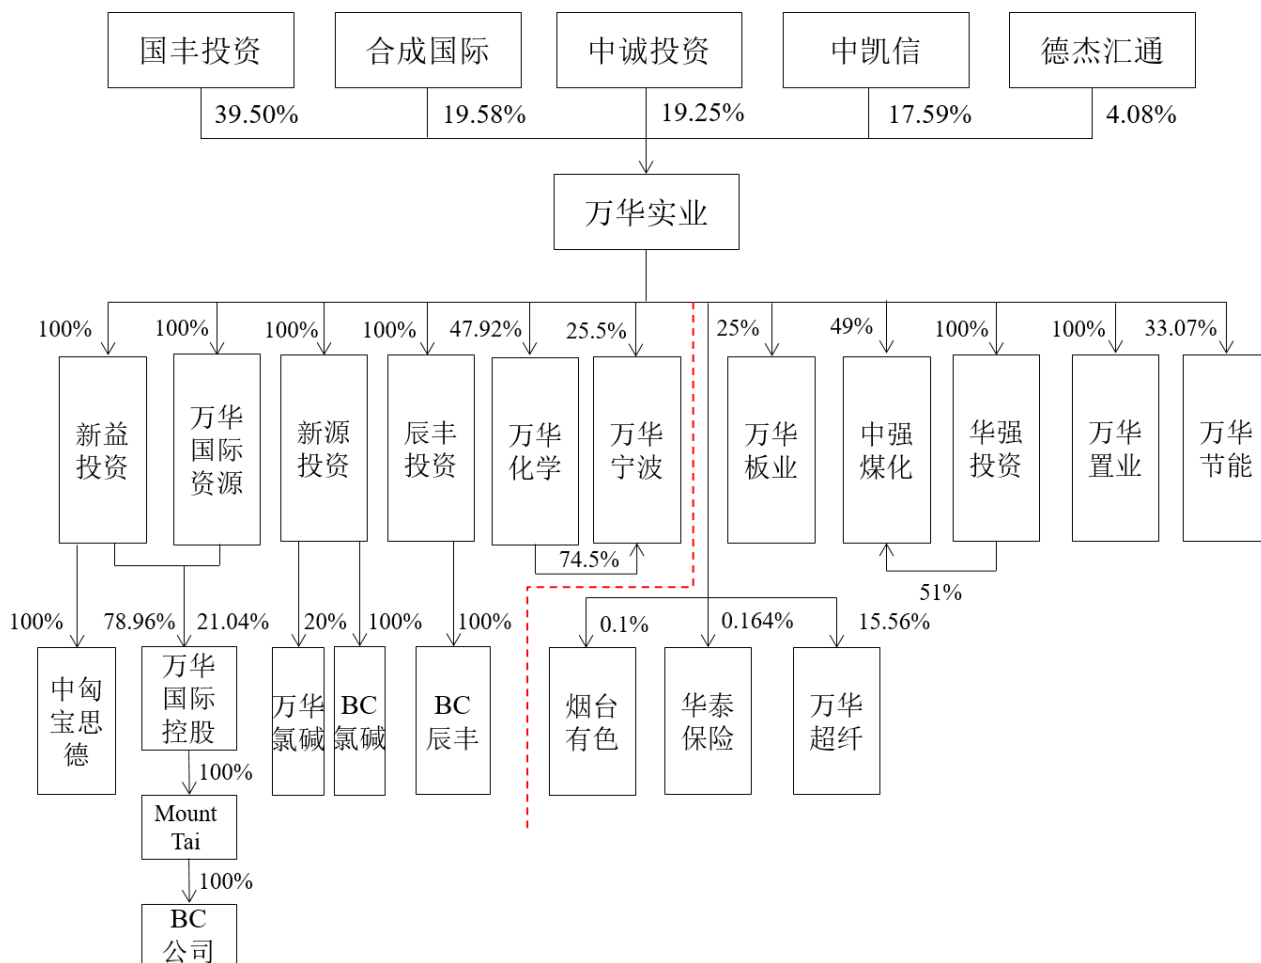 国丰投资
合成国际
中诚投资
中凯信
德杰汇通
39.50%
19.58%
19.25%
17.59%
4.08%
万华实业
100%
100%
100%
100%
47.92%
25.5%
25%
49%
100%
100%
33.07%
新益
投资
万华
国际
资源
新源
投资
辰丰
投资
万华
化学
万华
宁波
万华
板业
中强
煤化
华强
投资
万华
置业
万华
节能
74.5%
51%
100%
78.96%
21.04%
20%
100%
100%
0.1%
0.164%
15.56%
中匈
宝思
德
万华
国际
控股
万华
氯碱
BC
氯碱
BC
辰丰
烟台
有色
华泰
保险
万华
超纤
100%
Mount
Tai
100%
BC
公司